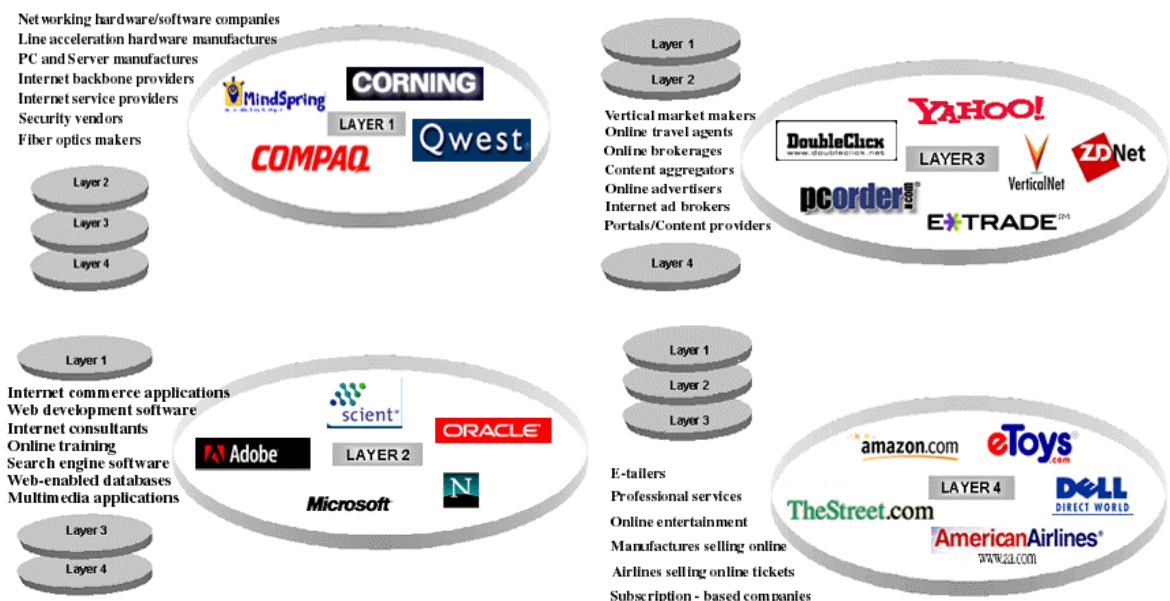 Networking hardware/software companies
Line acceleration hardware manufactures
PC and Server manufactures
Internet backbone providers
Internet service providers
Security vendors
Fiber optics makers
MindSpring
CORNING
LAYER 1
Qwest
COMPAQ
Layer 2
Layer 3
Layer 4
Layer 1
Layer 2
Vertical market makers
Online travel agents
Online brokerages
Content aggregators
Online advertisers
Internet ad brokers
Portals/Content providers
YAHOO!
DoubleClick
www.doubleclick.net
LAYER 3
VerticalNet
ZDNet
pcorder.com®
E*TRADE℠
Layer 4
Layer 1
Internet commerce applications
Web development software
Internet consultants
Online training
Search engine software
Web-enabled databases
Multimedia applications
scient®
ORACLE®
Adobe
LAYER 2
Microsoft
N
Layer 3
Layer 4
Layer 1
Layer 2
Layer 3
E-tailers
Professional services
Online entertainment
Manufactures selling online
Airlines selling online tickets
Subscription - based companies
amazon.com
eToys®
.com
LAYER 4
DELL
DIRECT WORLD
TheStreet.com
AmericanAirlines®
www.aa.com